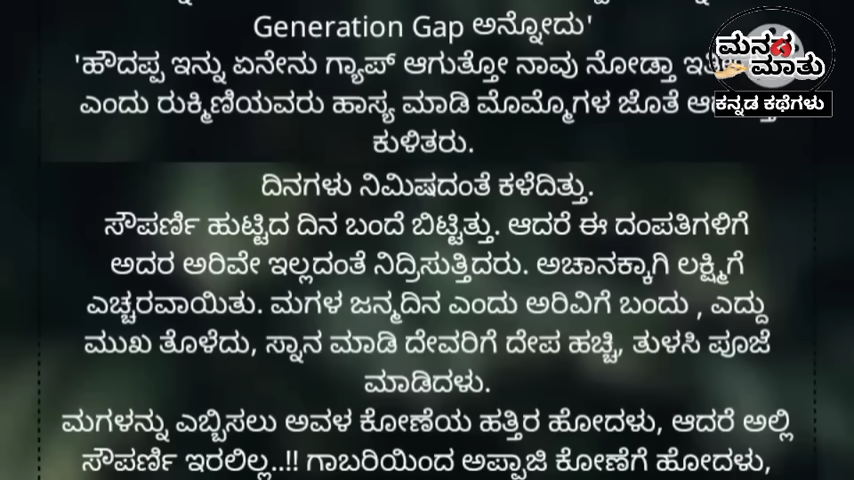 Generation Gap ಅನ್ನೋದು'
'ಹೌದಪ್ಪ ಇನ್ನು ಏನೇನು ಗ್ಯಾಪ್ ಆಗುತ್ತೋ ನಾವು ನೋಡ್ತಾ
ಎಂದು ರುಕ್ಮಿಣಿಯವರು ಹಾಸ್ಯ ಮಾಡಿ ಮೊಮ್ಮೊಗಳ ಜೊತೆ
ಕುಳಿತರು.
ದಿನಗಳು ನಿಮಿಷದಂತೆ ಕಳೆದಿತ್ತು.
ಸೌಪರ್ಣಿ ಹುಟ್ಟಿದ ದಿನ ಬಂದೆ ಬಿಟ್ಟಿತ್ತು. ಆದರೆ ಈ ದಂಪತಿಗಳಿಗೆ
ಅದರ ಅರಿವೇ ಇಲ್ಲದಂತೆ ನಿದ್ರಿಸುತ್ತಿದರು. ಅಚಾನಕ್ಕಾಗಿ ಲಕ್ಷ್ಮಿಗೆ
ಎಚ್ಚರವಾಯಿತು. ಮಗಳ ಜನ್ಮದಿನ ಎಂದು ಅರಿವಿಗೆ ಬಂದು , ಎದ್ದು
ಮುಖ ತೊಳೆದು, ಸ್ನಾನ ಮಾಡಿ ದೇವರಿಗೆ ದೇಪ ಹಚ್ಚಿ, ತುಳಸಿ ಪೂಜೆ
ಮಾಡಿದಳು.
ಮಗಳನ್ನು ಎಬ್ಬಿಸಲು ಅವಳ ಕೋಣೆಯ ಹತ್ತಿರ ಹೋದಳು, ಆದರೆ ಅಲ್ಲಿ
ಸೌಪರ್ಣಿ ಇರಲಿಲ್ಲ..!! ಗಾಬರಿಯಿಂದ ಅಪ್ಪಾಜಿ ಕೋಣೆಗೆ ಹೋದಳು,
ಮನದ
ಮಾತು
ಕನ್ನಡ ಕಥೆಗಳು